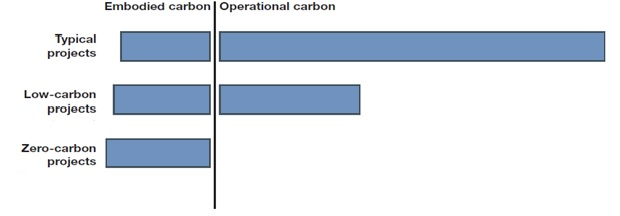 Embodied carbon Operational carbon
Typical
projects
Low-carbon
projects
Zero-carbon
projects